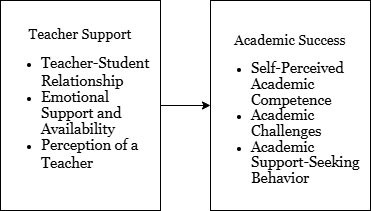 Teacher Support
• Teacher-Student
Relationship
• Emotional
Support and
Availability
• Perception of a
Teacher
Academic Success
• Self-Perceived
Academic
Competence
• Academic
Challenges
• Academic
Support-Seeking
Behavior